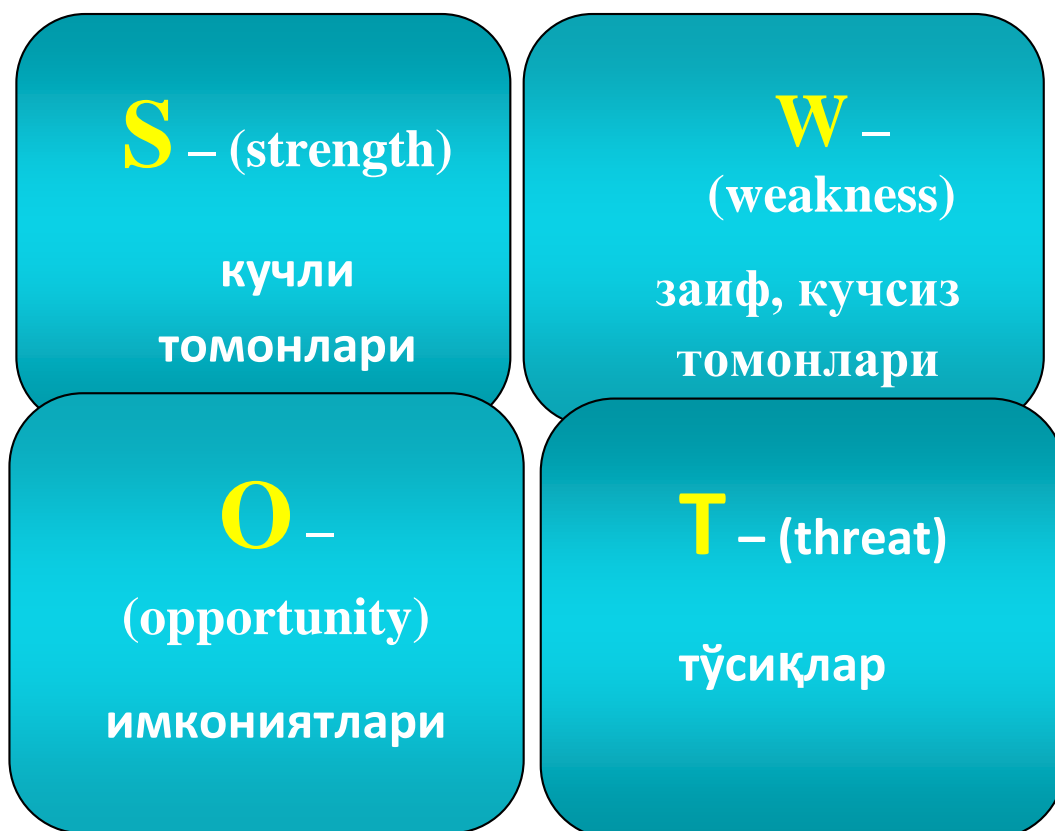 S – (strength)
кучли
томонлари
W –
(weakness)
заиф, кучсиз
томонлари
O –
(opportunity)
имкониятлари
T – (threat)
тўсиқлар